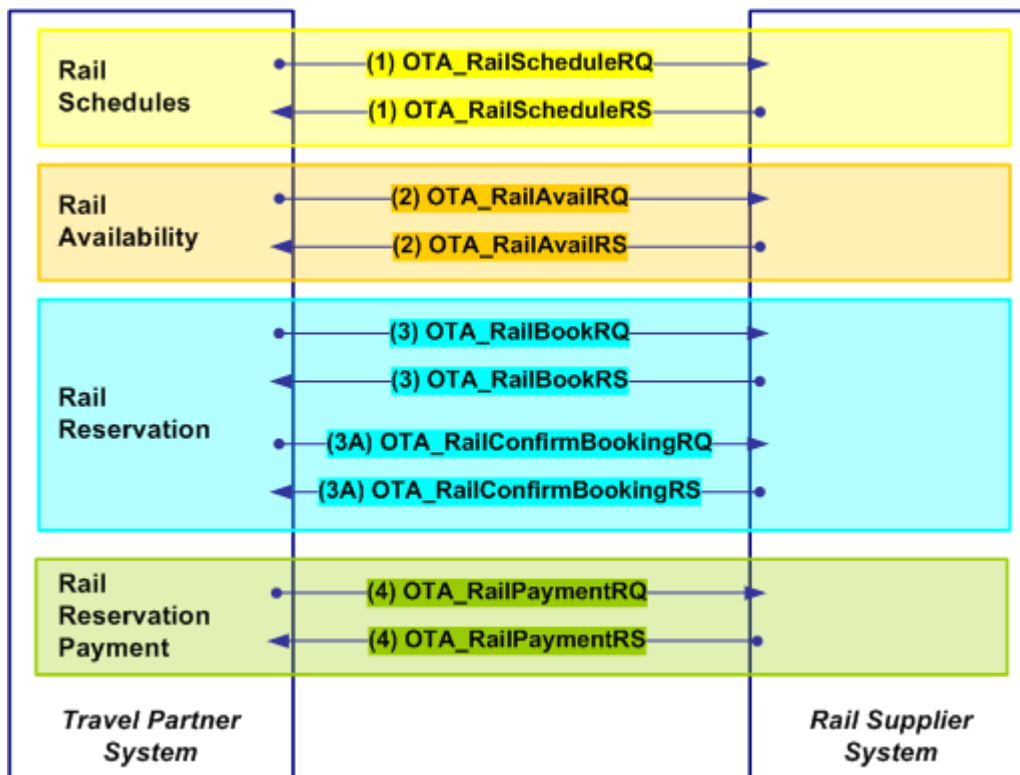 Rail
Schedules
(1) OTA_RailScheduleRQ
(1) OTA_RailScheduleRS
Rail
Availability
(2) OTA_RailAvailRQ
(2) OTA_RailAvailRS
Rail
Reservation
(3) OTA_RailBookRQ
(3) OTA_RailBookRS
(3A) OTA_RailConfirmBookingRQ
(3A) OTA_RailConfirmBookingRS
Rail
Reservation
Payment
(4) OTA_RailPaymentRQ
(4) OTA_RailPaymentRS
Travel Partner
System
Rail Supplier
System